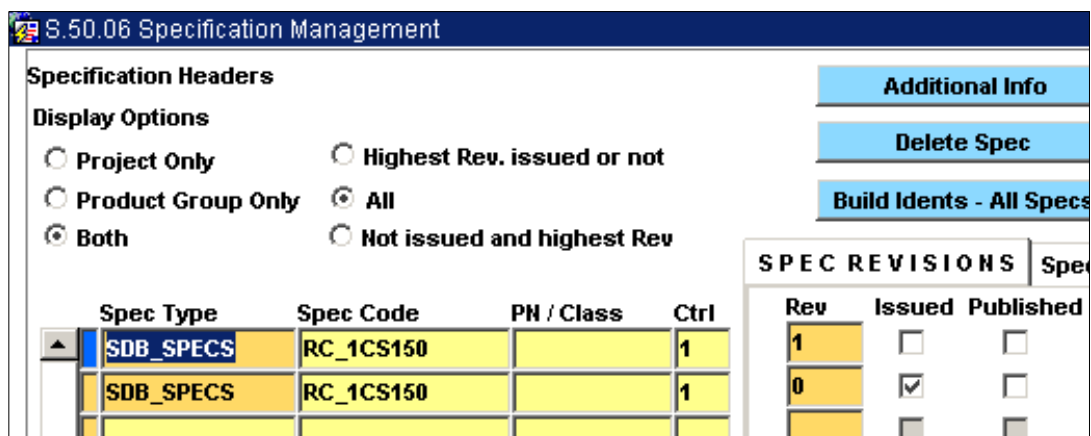 S.50.06 Specification Management
Specification Headers
Additional Info
Display Options
Delete Spec
Project Only
Highest Rev. issued or not
Product Group Only
All
Build Idents - All Specs
Both
Not issued and highest Rev
SPEC REVISIONS
Spec
Spec Type Spec Code PN / Class Ctrl Rev Issued Published
SDB_SPECS RC_1CS150 1 1
SDB_SPECS RC_1CS150 1 0